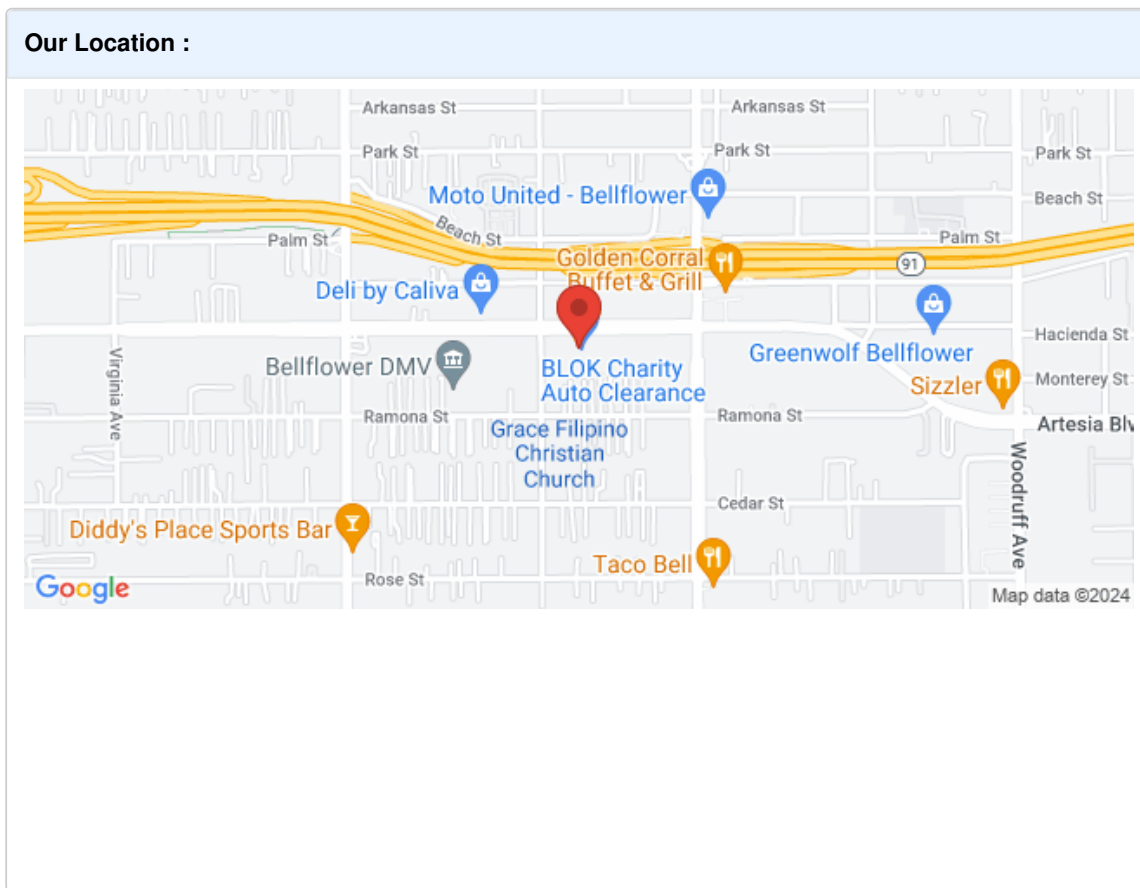 Our Location :
Arkansas St
Arkansas St
Park St
Park St
Park St
Moto United - Bellflower
Beach St
Beach St
Palm St
Palm St
Golden Corral
Buffet & Grill
91
Deli by Caliva
Hacienda St
Virginia Ave
Bellflower DMV
BLOK Charity
Auto Clearance
Greenwolf Bellflower
Sizzler
Monterey St
Ramona St
Ramona St
Artesia Blv
Grace Filipino
Christian
Church
Woodruff Ave
Cedar St
Diddy's Place Sports Bar
Taco Bell
Rose St
Google
Map data ©2024